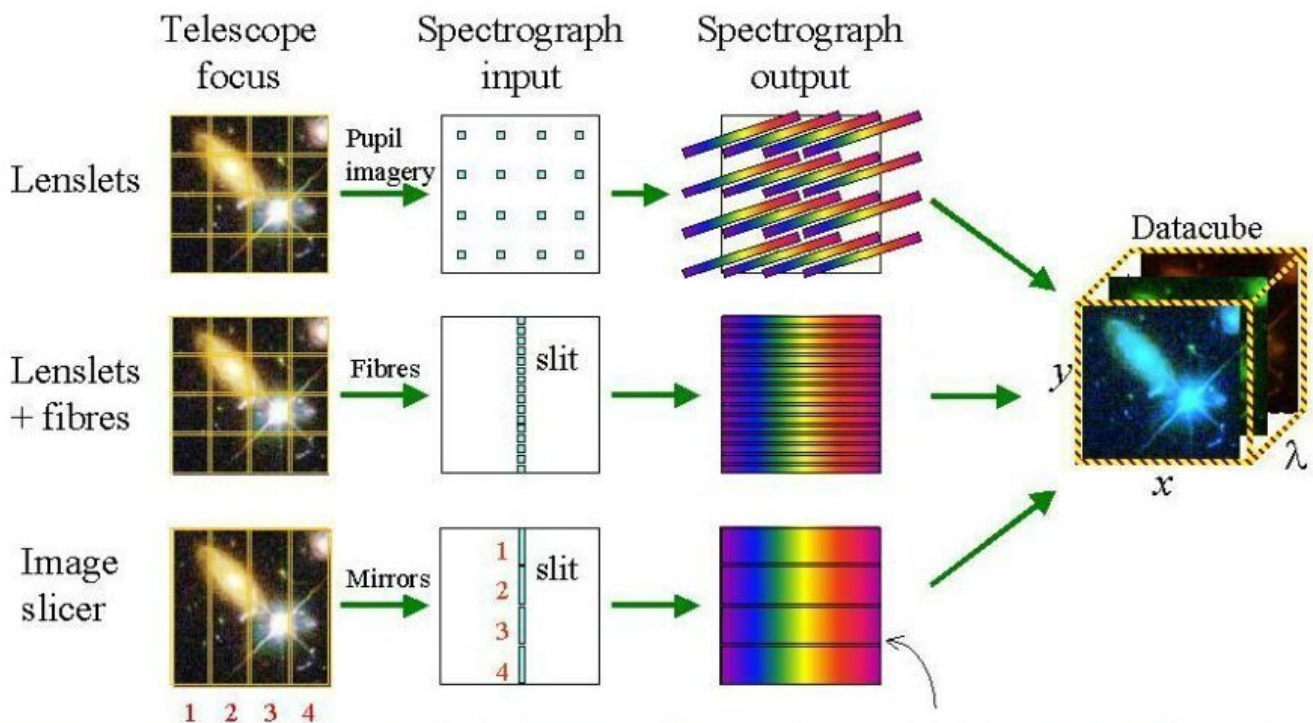 Telescope
focus
Spectrograph
input
Spectrograph
output
Lenslets
Pupil
imagery
Datacube
Lenslets
+ fibres
Fibres
slit
y
x
λ
Image
slicer
Mirrors
1
2
3
4
slit
1 2 3 4